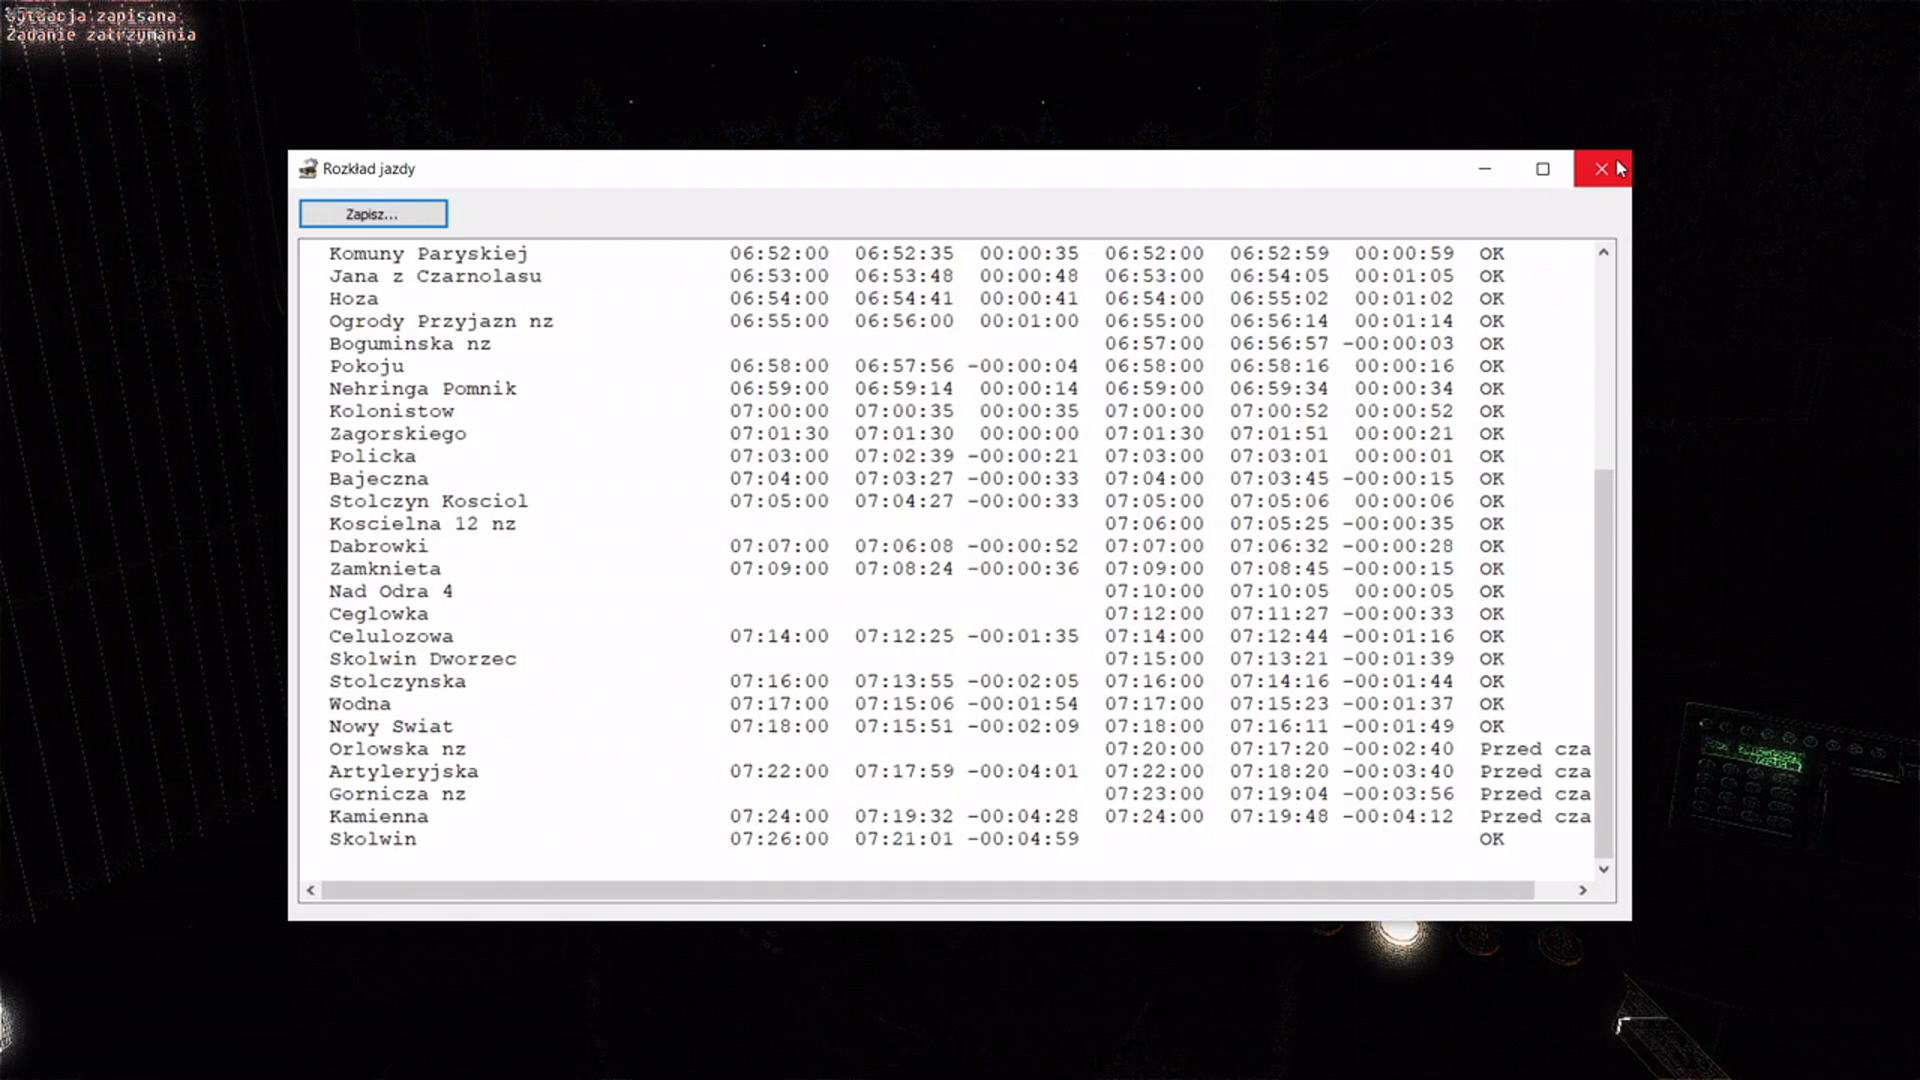 Sytuacja zapisana
Żądanie zatrzymania
Rozkład jazdy
Zapisz...
Komuny Paryskiej 06:52:00 06:52:35 00:00:35 06:52:00 06:52:59 00:00:59 OK
Jana z Czarnolasu 06:53:00 06:53:48 00:00:48 06:53:00 06:54:05 00:01:05 OK
Hoza 06:54:00 06:54:41 00:00:41 06:54:00 06:55:02 00:01:02 OK
Ogrody Przyjazn nz 06:55:00 06:56:00 00:01:00 06:55:00 06:56:14 00:01:14 OK
Boguminska nz 06:57:00 06:56:57 -00:00:03 OK
Pokoju 06:58:00 06:57:56 -00:00:04 06:58:00 06:58:16 00:00:16 OK
Nehringa Pomnik 06:59:00 06:59:14 00:00:14 06:59:00 06:59:34 00:00:34 OK
Kolonistow 07:00:00 07:00:35 00:00:35 07:00:00 07:00:52 00:00:52 OK
Zagorskiego 07:01:30 07:01:30 00:00:00 07:01:30 07:01:51 00:00:21 OK
Policka 07:03:00 07:02:39 -00:00:21 07:03:00 07:03:01 00:00:01 OK
Bajeczna 07:04:00 07:03:27 -00:00:33 07:04:00 07:03:45 -00:00:15 OK
Stolczyn Kosciol 07:05:00 07:04:27 -00:00:33 07:05:00 07:05:06 00:00:06 OK
Koscielna 12 nz 07:06:00 07:05:25 -00:00:35 OK
Dabrowki 07:07:00 07:06:08 -00:00:52 07:07:00 07:06:32 -00:00:28 OK
Zamknieta 07:09:00 07:08:24 -00:00:36 07:09:00 07:08:45 -00:00:15 OK
Nad Odra 4 07:10:00 07:10:05 00:00:05 OK
Ceglowka 07:12:00 07:11:27 -00:00:33 OK
Celulozowa 07:14:00 07:12:25 -00:01:35 07:14:00 07:12:44 -00:01:16 OK
Skolwin Dworzec 07:15:00 07:13:21 -00:01:39 OK
Stolczynska 07:16:00 07:13:55 -00:02:05 07:16:00 07:14:16 -00:01:44 OK
Wodna 07:17:00 07:15:06 -00:01:54 07:17:00 07:15:23 -00:01:37 OK
Nowy Swiat 07:18:00 07:15:51 -00:02:09 07:18:00 07:16:11 -00:01:49 OK
Orlowska nz 07:20:00 07:17:20 -00:02:40 Przed cza
Artyleryjska 07:22:00 07:17:59 -00:04:01 07:22:00 07:18:20 -00:03:40 Przed cza
Gornicza nz 07:23:00 07:19:04 -00:03:56 Przed cza
Kamienna 07:24:00 07:19:32 -00:04:28 07:24:00 07:19:48 -00:04:12 Przed cza
Skolwin 07:26:00 07:21:01 -00:04:59 OK